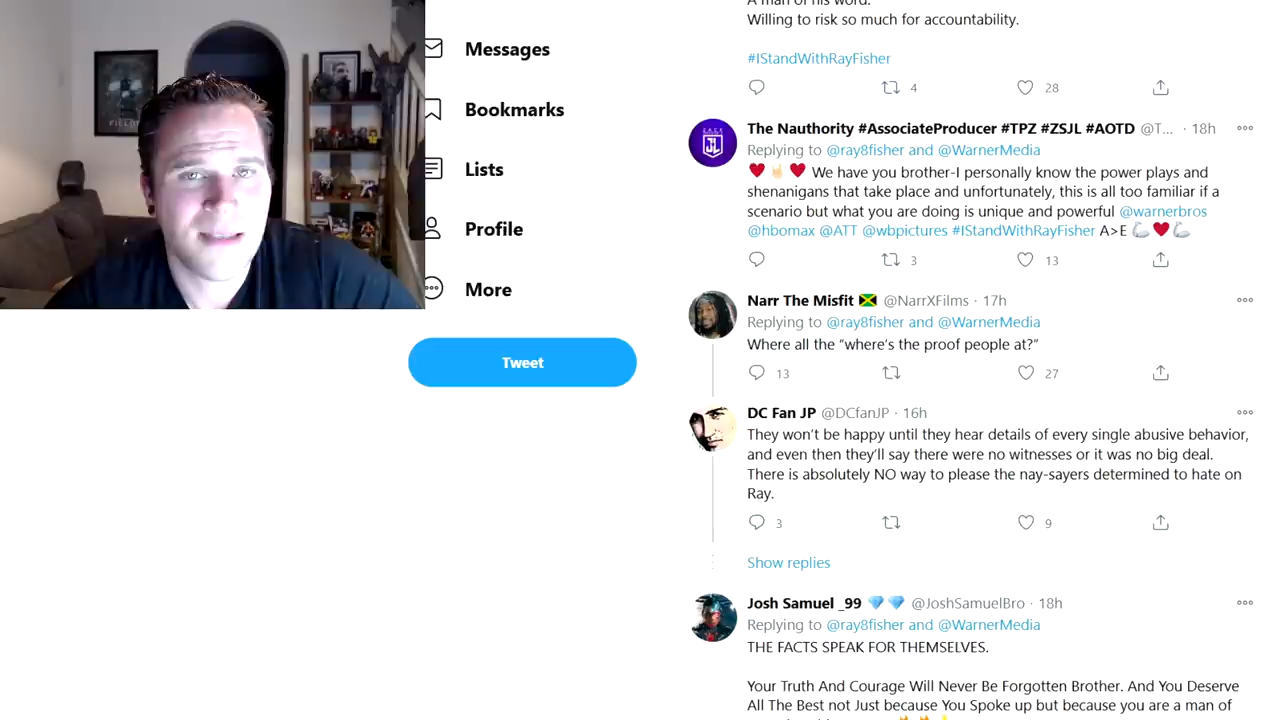 A man of his word.
Willing to risk so much for accountability.
#IStandWithRayFisher
4
28
FIELD
Messages
Bookmarks
Lists
Profile
More
Tweet
The Nauthority #AssociateProducer #TPZ #ZSJL #AOTD @T... · 18h
Replying to @ray8fisher and @WarnerMedia
❤️🤘🏻❤️ We have you brother-I personally know the power plays and
shenanigans that take place and unfortunately, this is all too familiar if a
scenario but what you are doing is unique and powerful @warnerbros
@hbomax @ATT @wbpictures #IStandWithRayFisher A>E 🦾❤️🦾
3
13
Narr The Misfit 🇯🇲 @NarrXFilms · 17h
Replying to @ray8fisher and @WarnerMedia
Where all the “where’s the proof people at?”
13
27
DC Fan JP @DCfanJP · 16h
They won’t be happy until they hear details of every single abusive behavior,
and even then they’ll say there were no witnesses or it was no big deal.
There is absolutely NO way to please the nay-sayers determined to hate on
Ray.
3
9
Show replies
Josh Samuel _99 💎💎 @JoshSamuelBro · 18h
Replying to @ray8fisher and @WarnerMedia
THE FACTS SPEAK FOR THEMSELVES.
Your Truth And Courage Will Never Be Forgotten Brother. And You Deserve
All The Best not Just because You Spoke up but because you are a man of